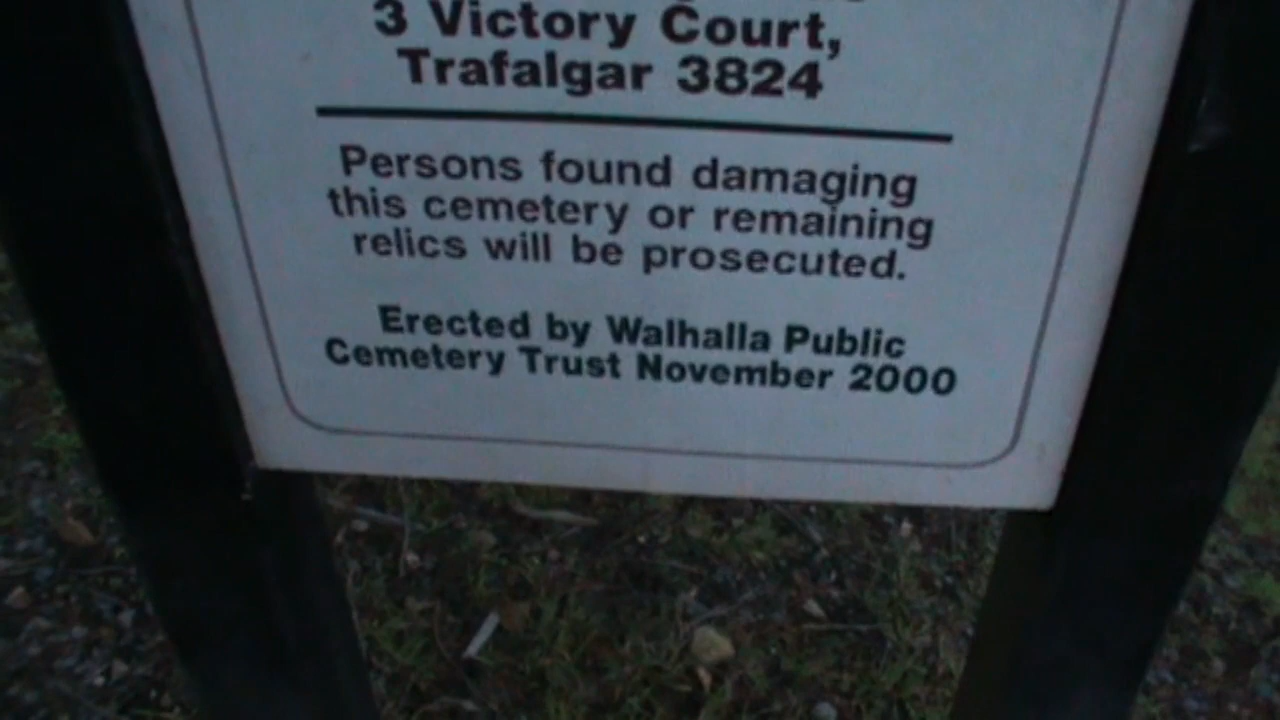 3 Victory Court,
Trafalgar 3824
Persons found damaging
this cemetery or remaining
relics will be prosecuted.
Erected by Walhalla Public
Cemetery Trust November 2000